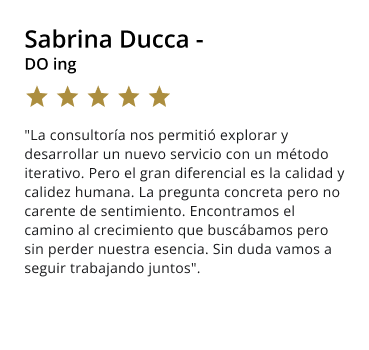 Sabrina Ducca -
DO ing
"La consultoría nos permitió explorar y
desarrollar un nuevo servicio con un método
iterativo. Pero el gran diferencial es la calidad y
calidez humana. La pregunta concreta pero no
carente de sentimiento. Encontramos el
camino al crecimiento que buscábamos pero
sin perder nuestra esencia. Sin duda vamos a
seguir trabajando juntos".